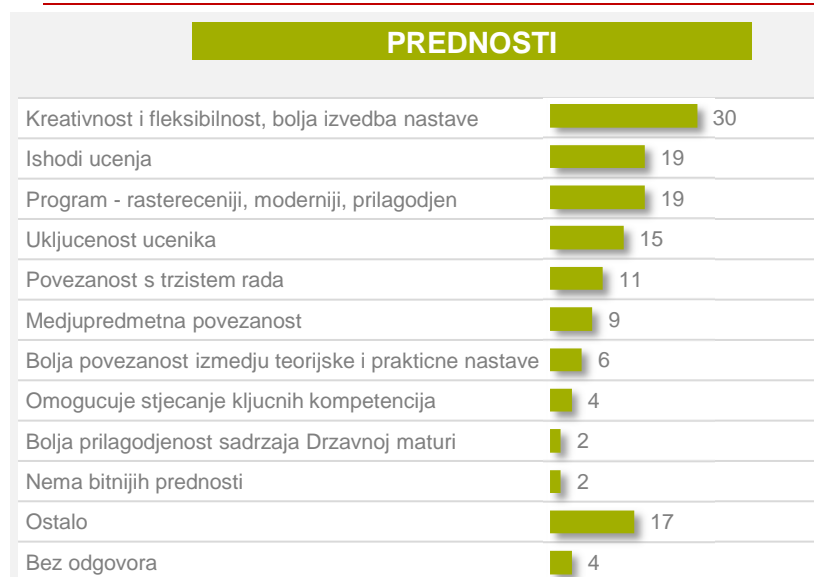 PREDNOSTI
Kreativnost i fleksibilnost, bolja izvedba nastave 30
Ishodi ucenja 19
Program - rastereceniji, moderniji, prilagodjen 19
Ukljucenost ucenika 15
Povezanost s trzistem rada 11
Medjupredmetna povezanost 9
Bolja povezanost izmedju teorijske i prakticne nastave 6
Omogucuje stjecanje kljucnih kompetencija 4
Bolja prilagodjenost sadrzaja Drzavnoj maturi 2
Nema bitnijih prednosti 2
Ostalo 17
Bez odgovora 4